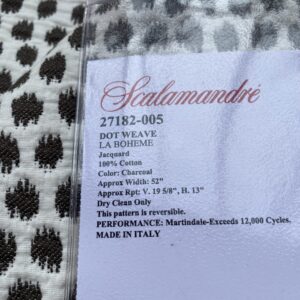 Scalamandré
27182-005
DOT WEAVE
LA BOHEME
Jacquard
100% Cotton
Color: Charcoal
Approx Width: 52"
Approx Rpt: V. 19 5/8", H. 13"
Dry Clean Only
This pattern is reversible.
PERFORMANCE: Martindale-Exceeds 12,000 Cycles.
MADE IN ITALY